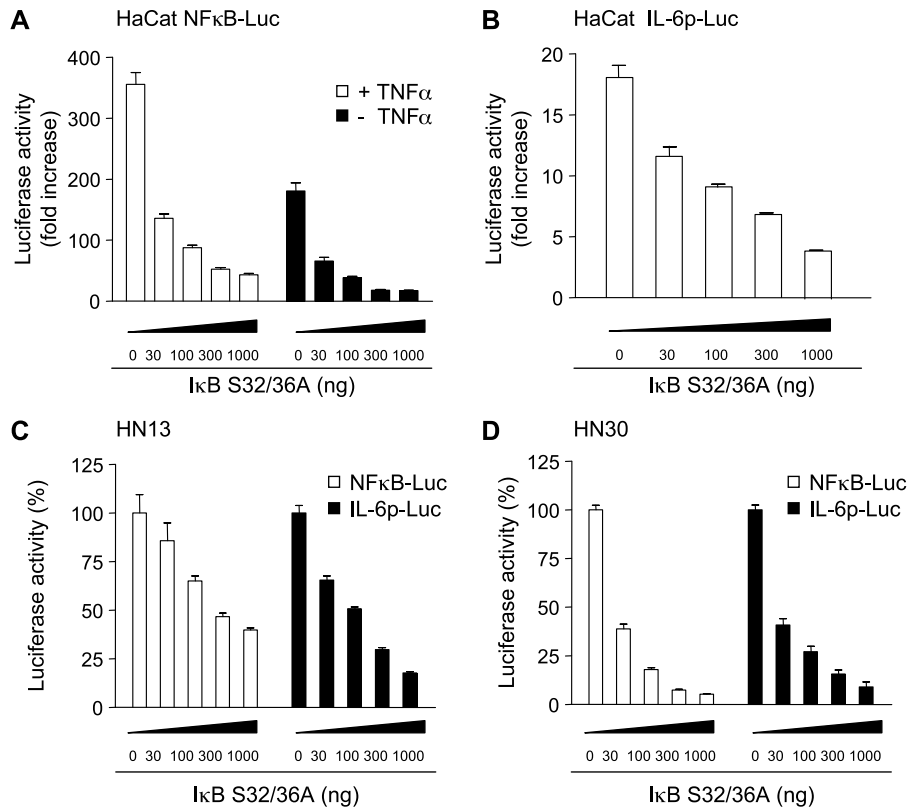 A
HaCat NFκB-Luc
Luciferase activity
(fold increase)
400
300
200
100
0
+ TNFα
- TNFα
0 30 100 300 1000 0 30 100 300 1000
IκB S32/36A (ng)
B
HaCat IL-6p-Luc
Luciferase activity
(fold increase)
20
15
10
5
0
0 30 100 300 1000
IκB S32/36A (ng)
C
HN13
Luciferase activity (%)
125
100
75
50
25
0
NFκB-Luc
IL-6p-Luc
0 30 100 300 1000 0 30 100 300 1000
IκB S32/36A (ng)
D
HN30
Luciferase activity (%)
125
100
75
50
25
0
NFκB-Luc
IL-6p-Luc
0 30 100 300 1000 0 30 100 300 1000
IκB S32/36A (ng)